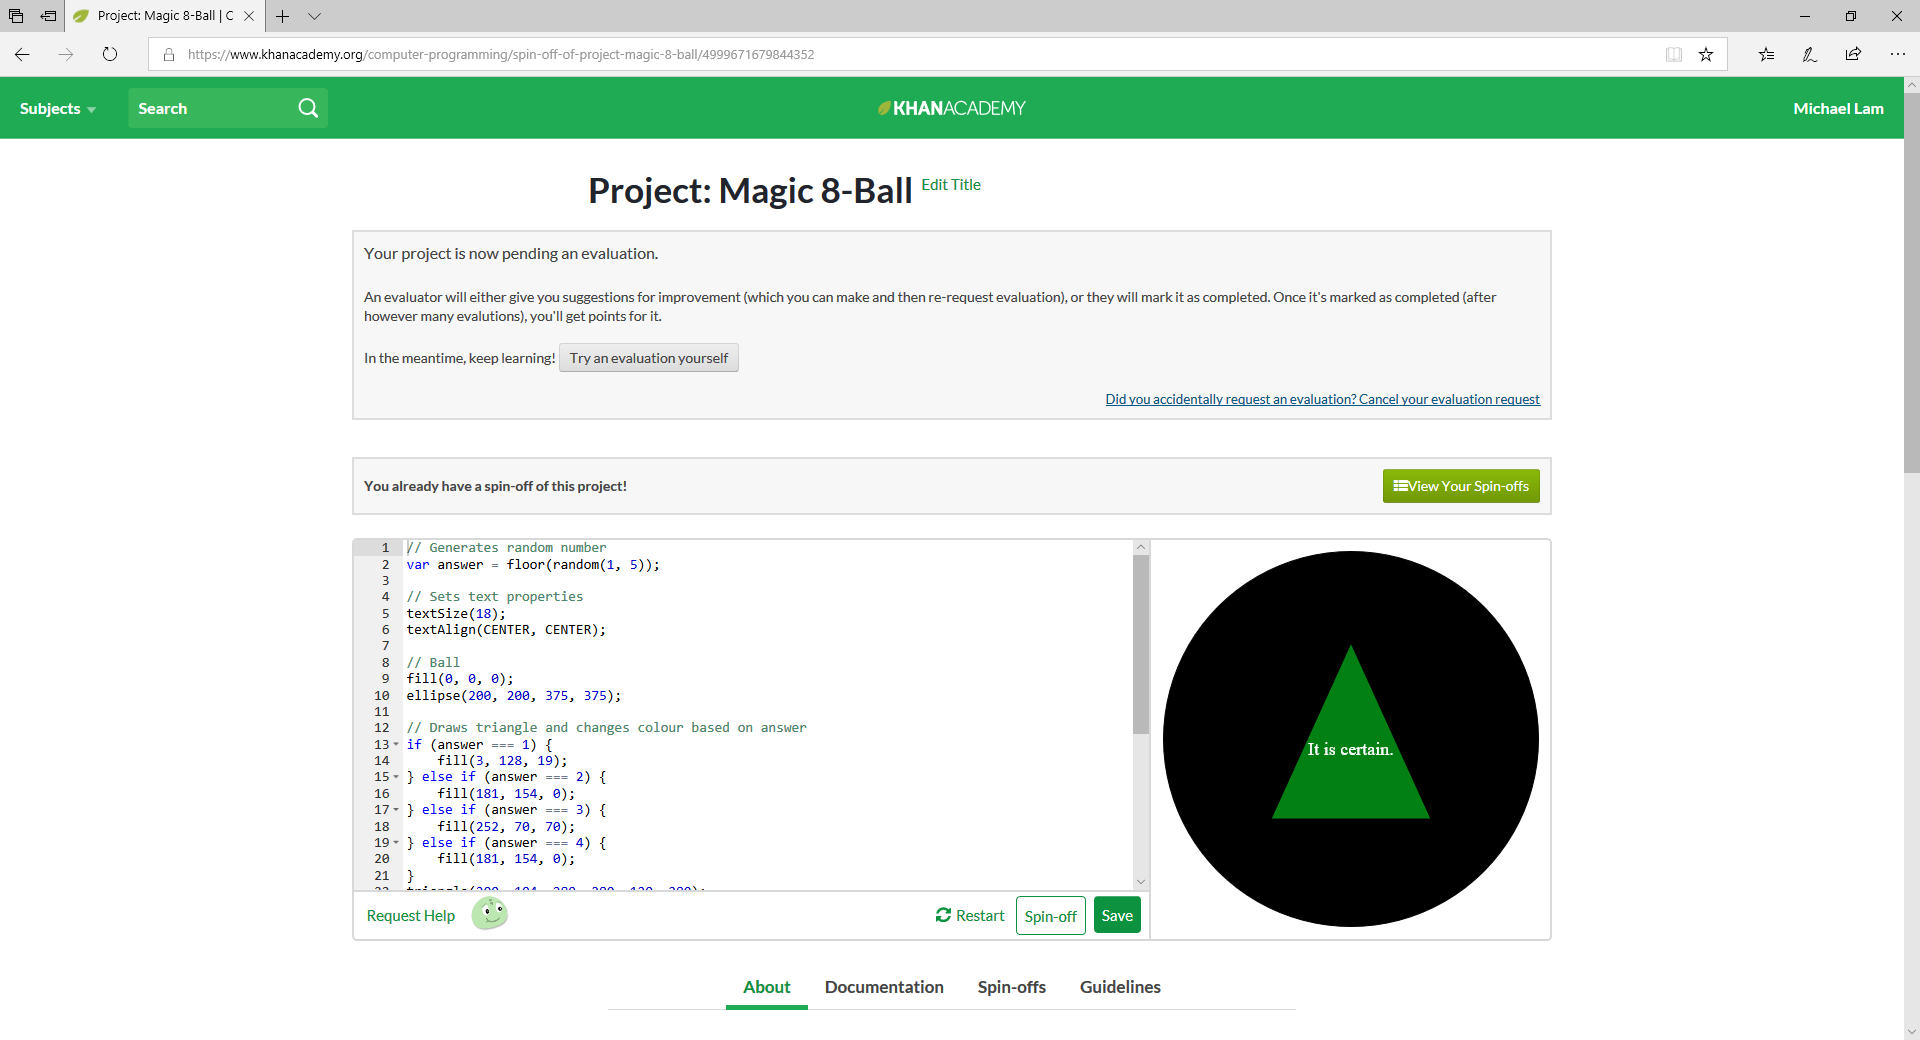 Project: Magic 8-Ball | C
https://www.khanacademy.org/computer-programming/spin-off-of-project-magic-8-ball/4999671679844352
Subjects
Search
KHANACADEMY
Michael Lam
Project: Magic 8-Ball Edit Title
Your project is now pending an evaluation.
An evaluator will either give you suggestions for improvement (which you can make and then re-request evaluation), or they will mark it as completed. Once it's marked as completed (after
however many evalutions), you'll get points for it.
In the meantime, keep learning! Try an evaluation yourself
Did you accidentally request an evaluation? Cancel your evaluation request
You already have a spin-off of this project!
View Your Spin-offs
1 // Generates random number
2 var answer = floor(random(1, 5));
3
4 // Sets text properties
5 textSize(18);
6 textAlign(CENTER, CENTER);
7
8 // Ball
9 fill(0, 0, 0);
10 ellipse(200, 200, 375, 375);
11
12 // Draws triangle and changes colour based on answer
13 if (answer === 1) {
14 fill(3, 128, 19);
15 } else if (answer === 2) {
16 fill(181, 154, 0);
17 } else if (answer === 3) {
18 fill(252, 70, 70);
19 } else if (answer === 4) {
20 fill(181, 154, 0);
21 }
It is certain.
Request Help
Restart
Spin-off
Save
About
Documentation
Spin-offs
Guidelines